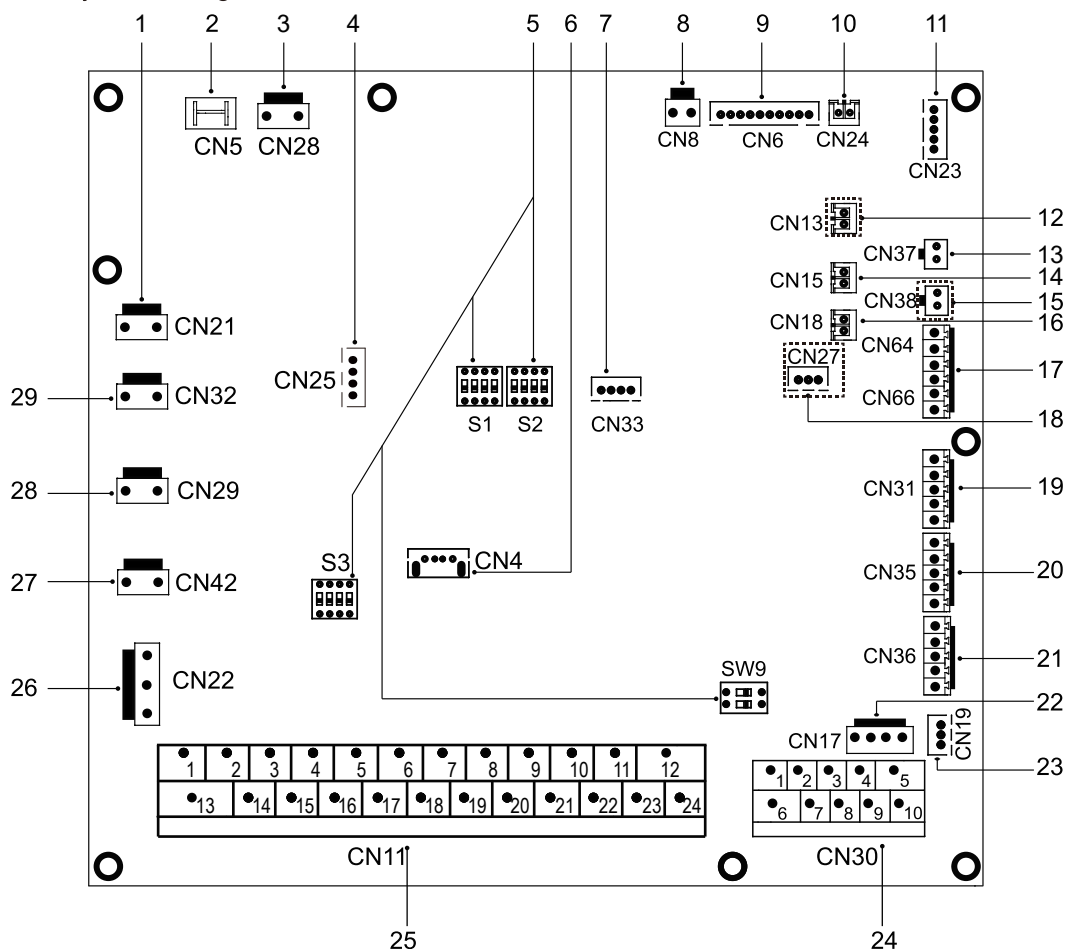 1 2 3 4 5 6 7 8 9 10 11
CN5 CN28 CN8 CN6 CN24
CN23
CN13 12
CN37 13
CN15 14
CN38 15
CN21 CN18 16
CN64
CN27
CN25 17
29 CN32 CN66
S1 S2 CN33 18
28 CN29 CN31 19
S3 CN4
27 CN42 CN35 20
CN36 21
26 CN22 SW9
22
CN17 CN19
23
1 2 3 4 5 6 7 8 9 10 11 12
1 2 3 4 5
13 14 15 16 17 18 19 20 21 22 23 24
6 7 8 9 10
CN11 CN30
25 24